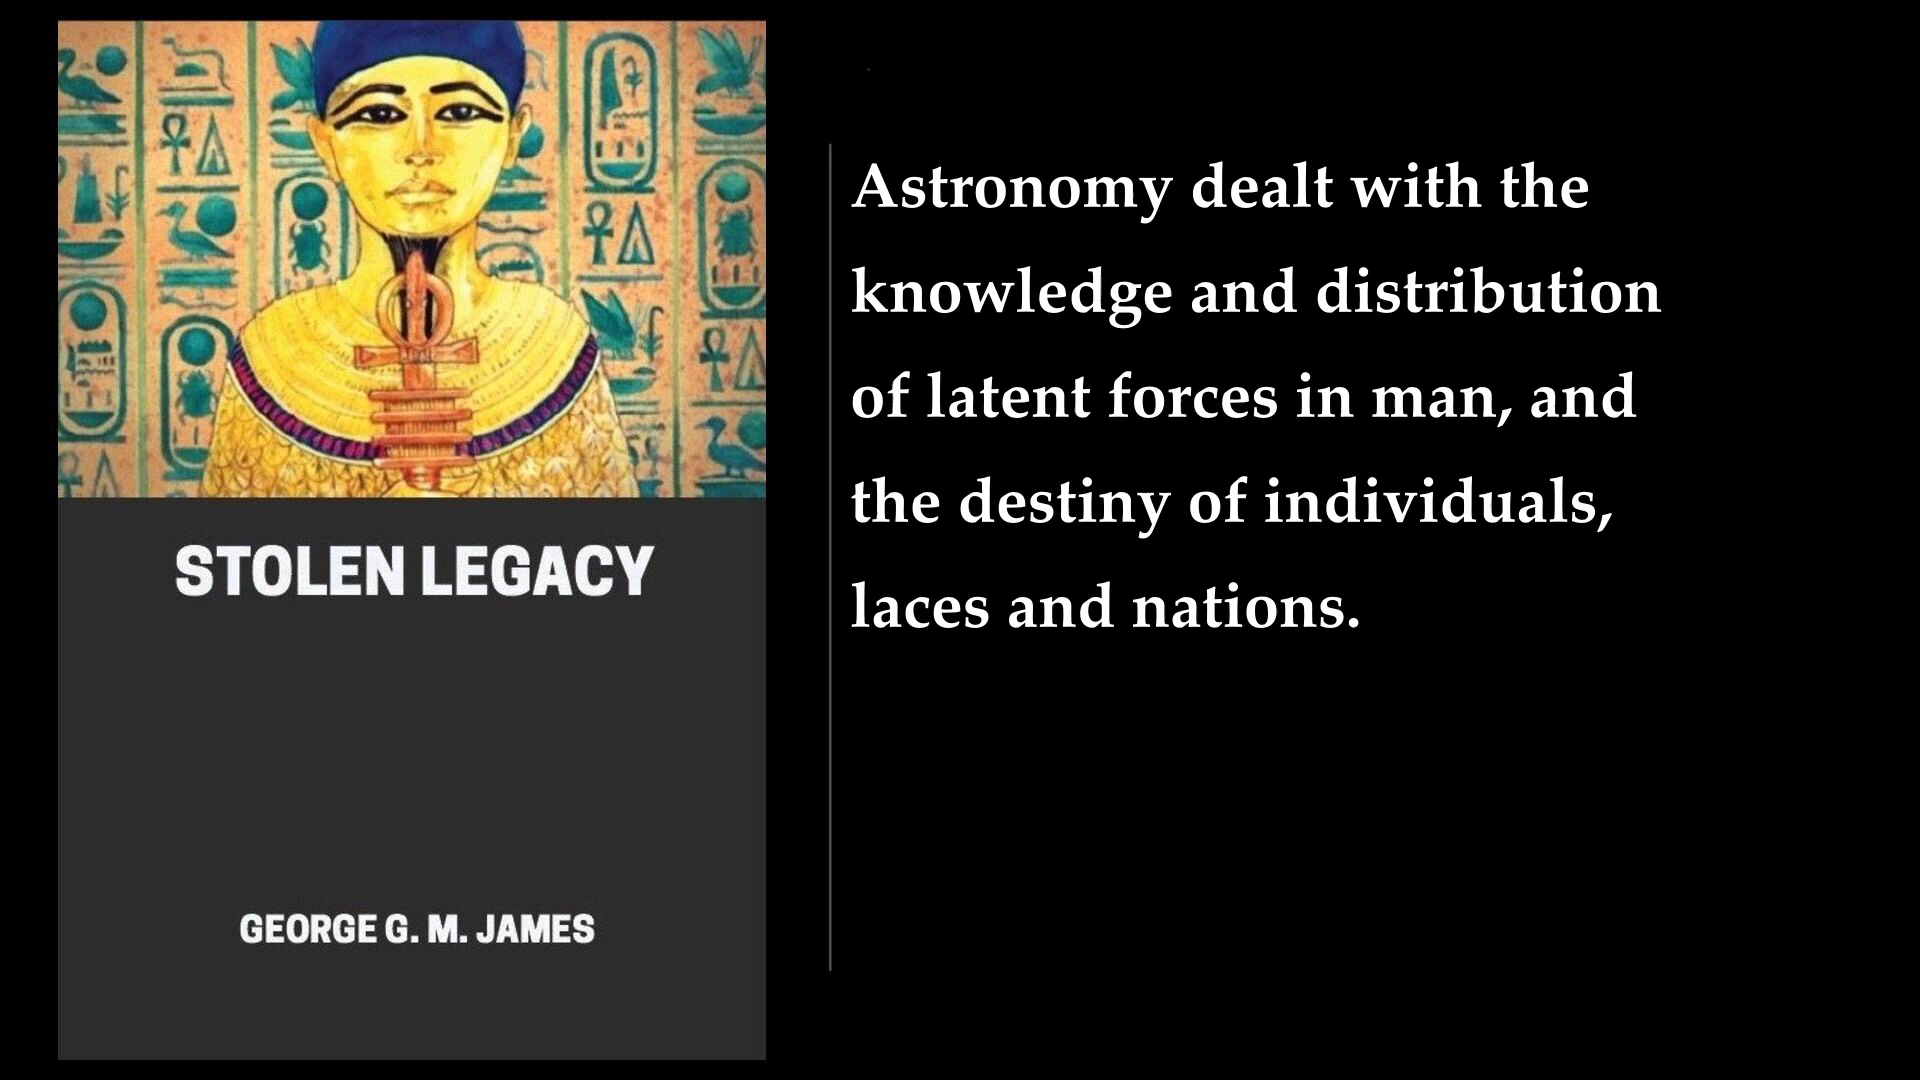 STOLEN LEGACY
GEORGE G. M. JAMES
Astronomy dealt with the
knowledge and distribution
of latent forces in man, and
the destiny of individuals,
laces and nations.